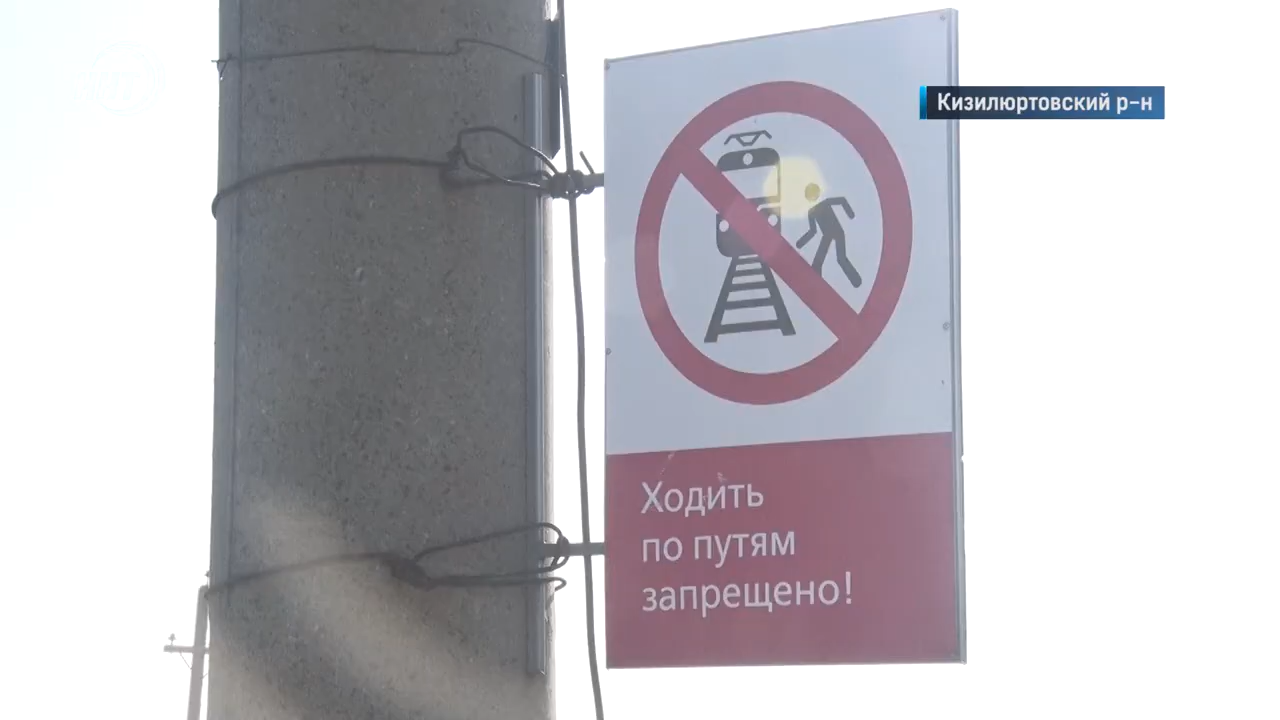 Кизилюртовский р-н
Ходить
по путям
запрещено!